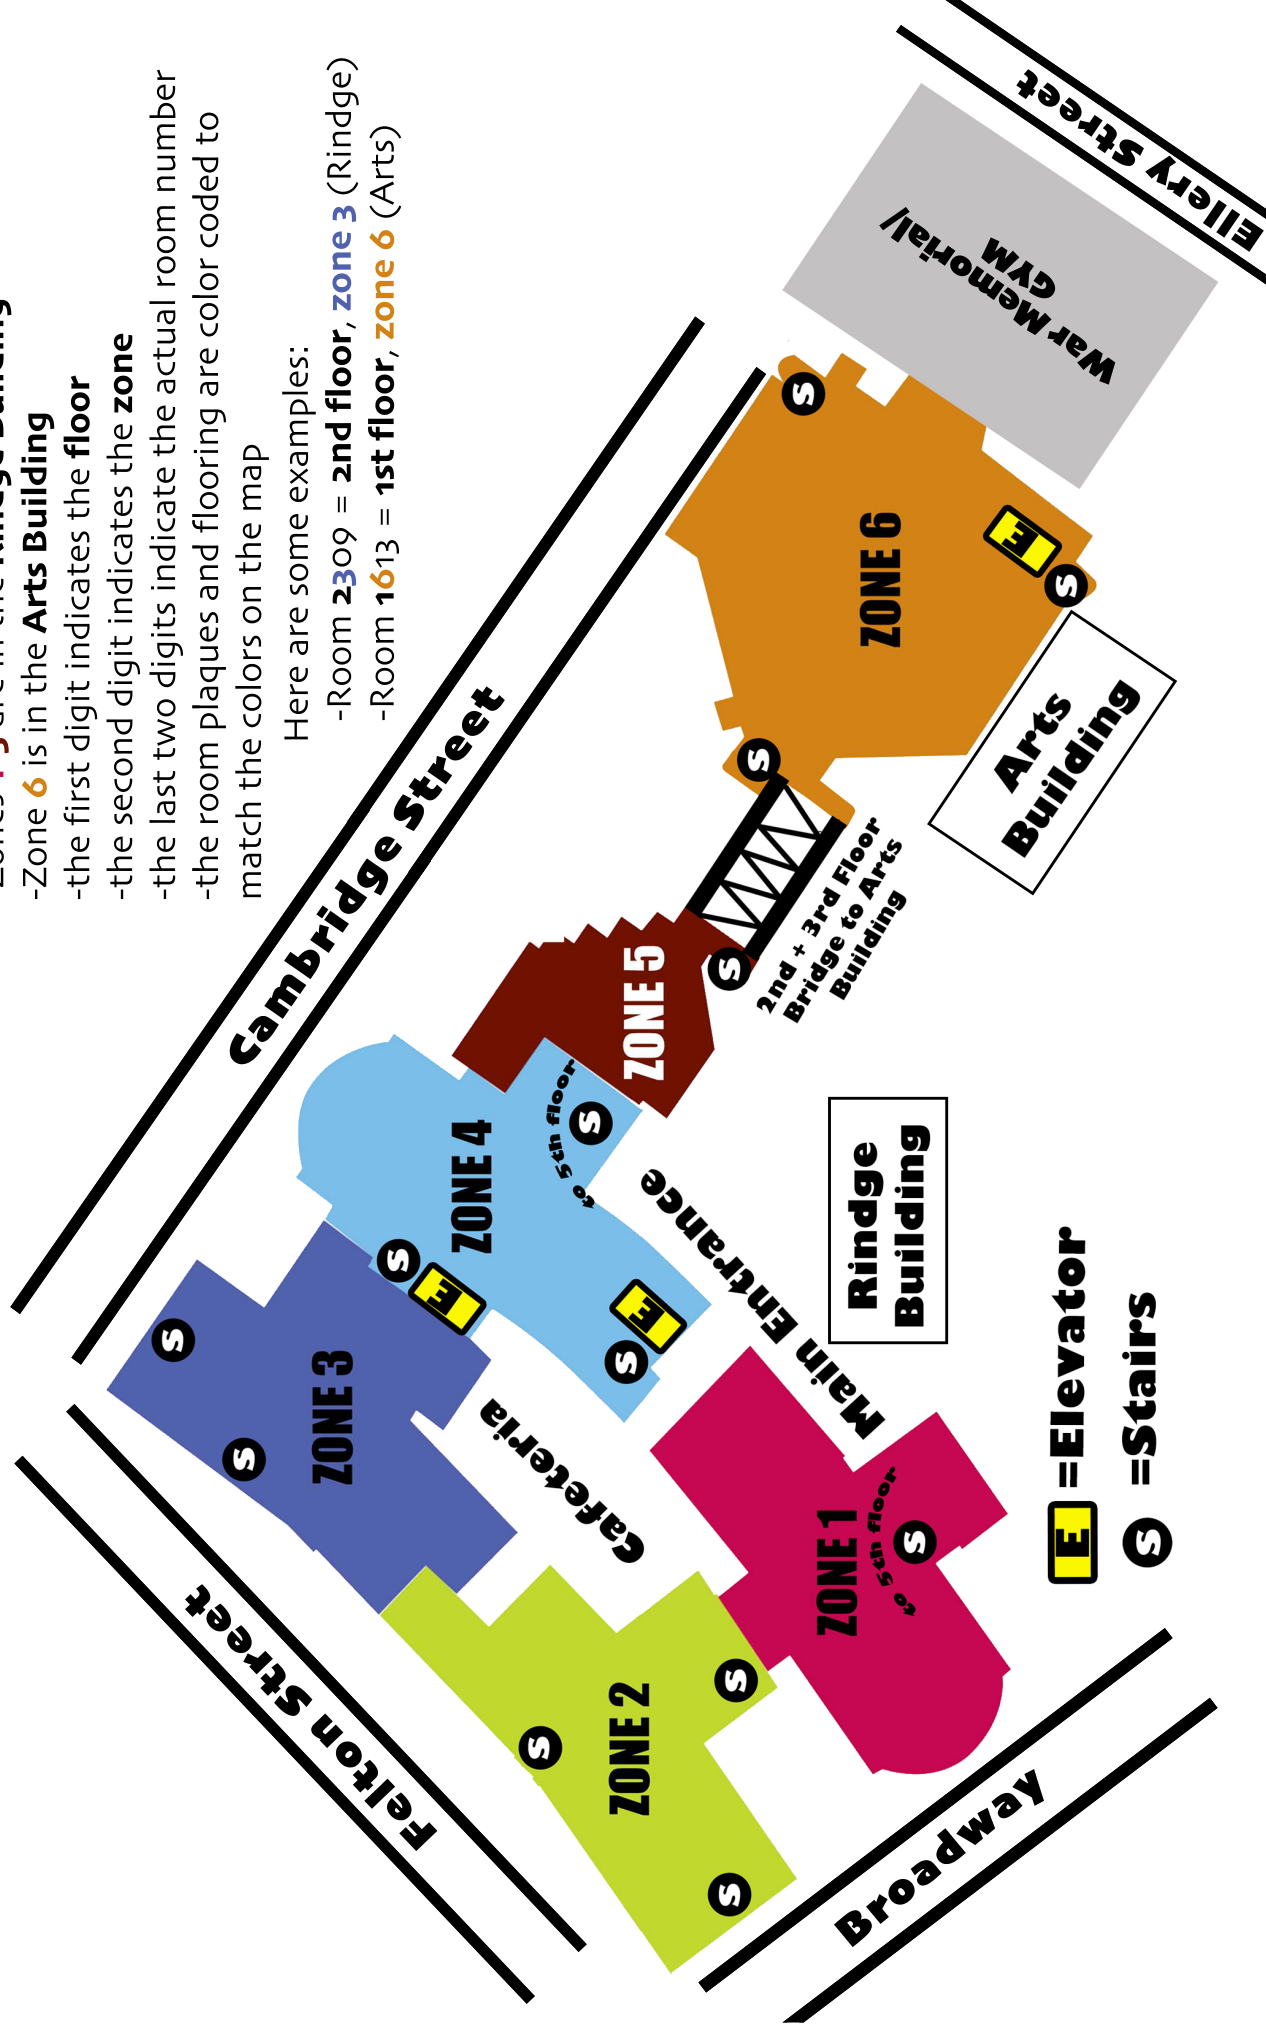 -Zone 6 is in the Arts Building
-the first digit indicates the floor
-the second digit indicates the zone
-the last two digits indicate the actual room number
-the room plaques and flooring are color coded to
match the colors on the map
Here are some examples:
-Room 2309 = 2nd floor, zone 3 (Rindge)
-Room 1613 = 1st floor, zone 6 (Arts)
Felton Street
Cambridge Street
Ellery Street
Broadway
ZONE 3
S
S
ZONE 4
S
E
S
E
to 5th floor
S
ZONE 5
S
2nd + 3rd Floor
Bridge to Arts
Building
ZONE 6
S
S
E
S
War Memorial/
GYM
Arts
Building
Cafeteria
Main Entrance
ZONE 2
S
S
S
ZONE 1
to 5th floor
S
Rindge
Building
E =Elevator
S =Stairs